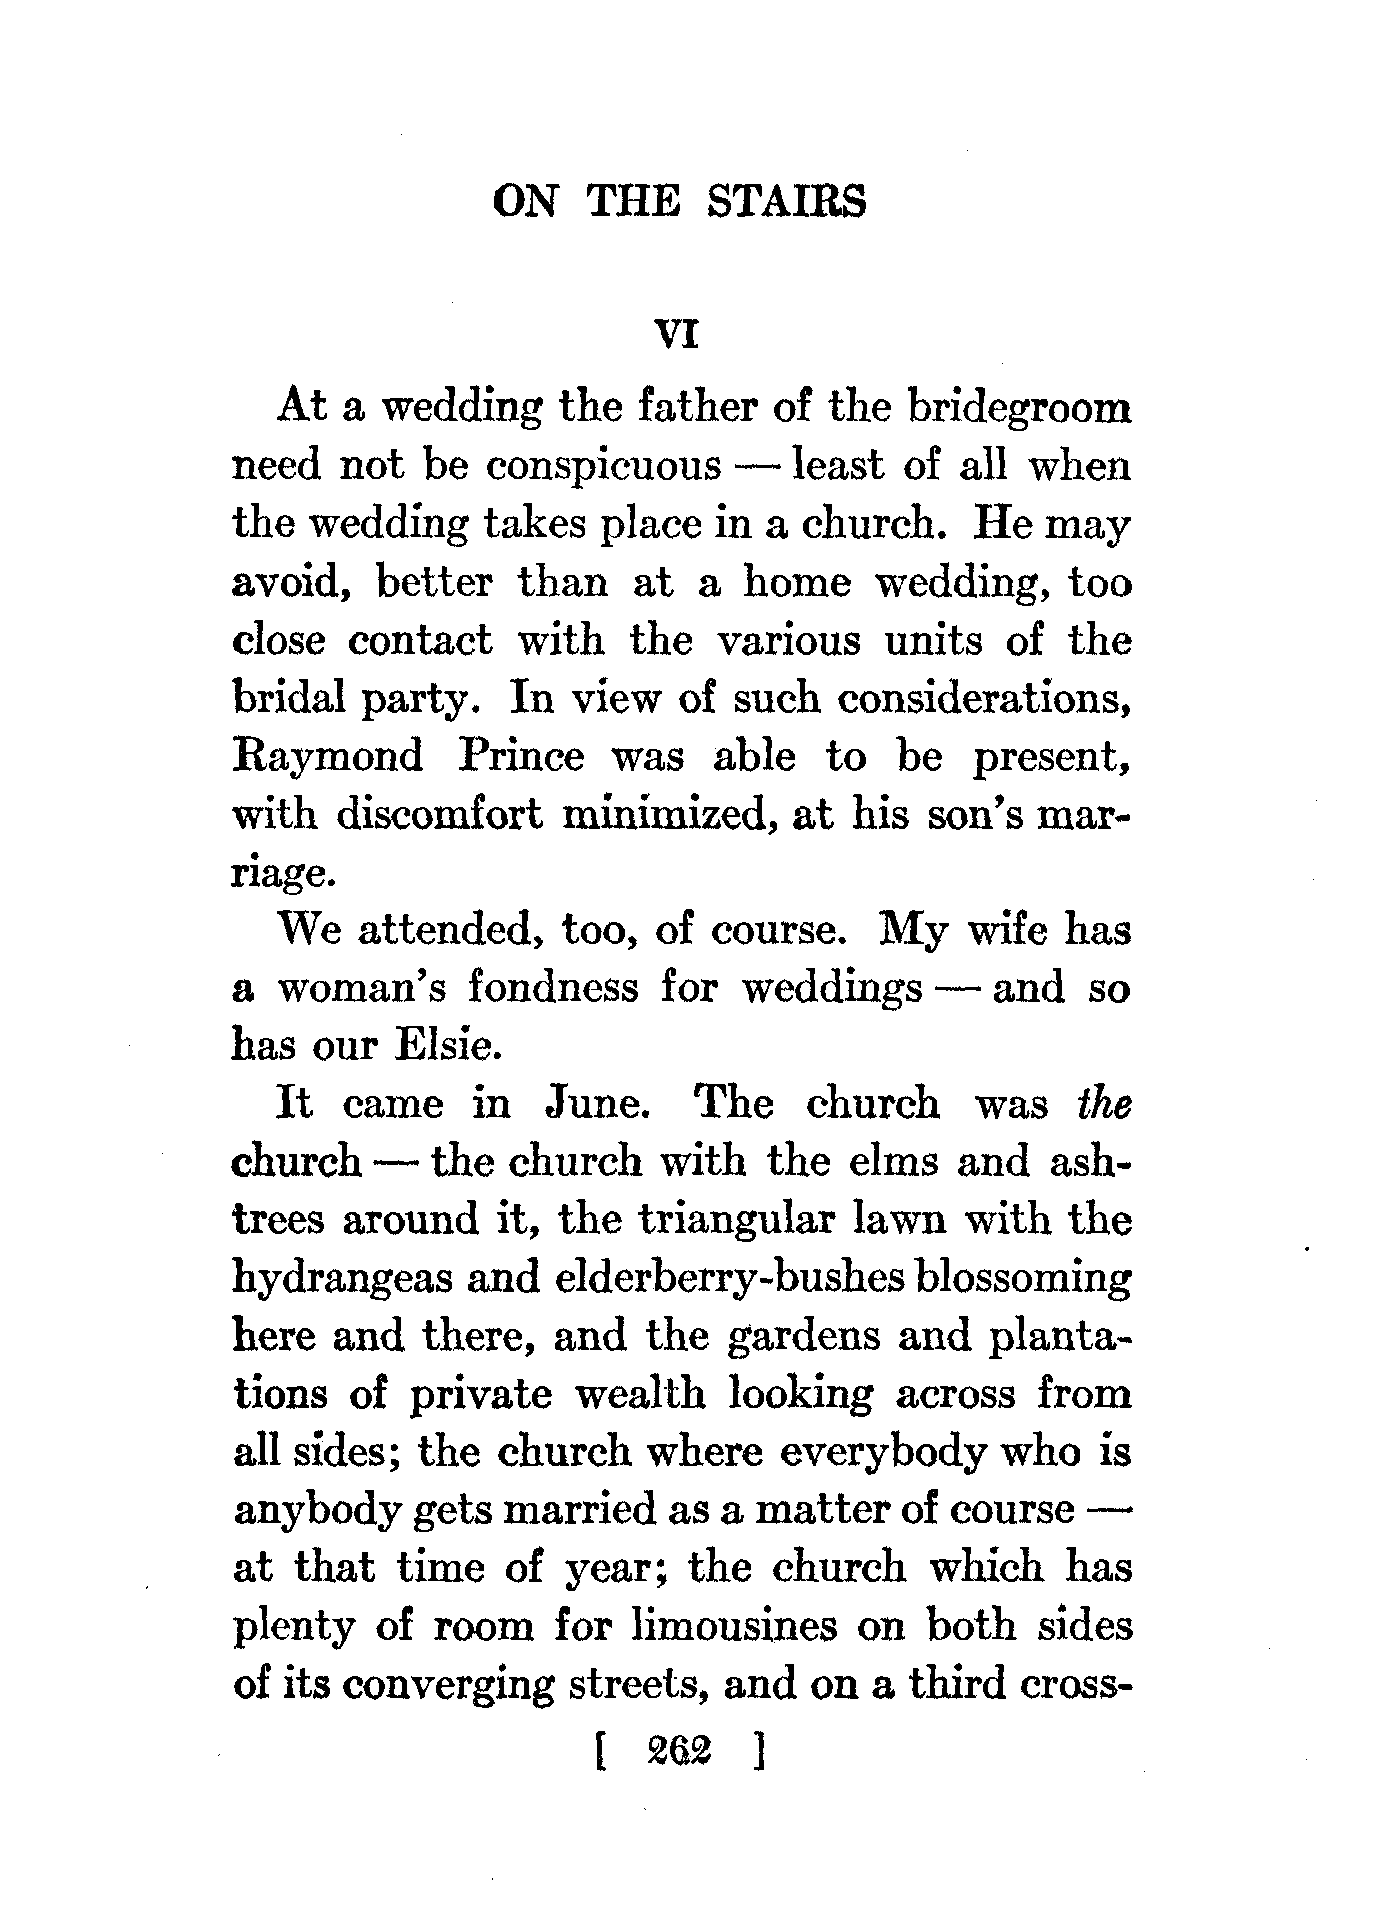 ON THE STAIRS
VI
At a wedding the father of the bridegroom
need not be conspicuous — least of all when
the wedding takes place in a church. He may
avoid, better than at a home wedding, too
close contact with the various units of the
bridal party. In view of such considerations,
Raymond Prince was able to be present,
with discomfort minimized, at his son's mar-
riage.
We attended, too, of course. My wife has
a woman's fondness for weddings — and so
has our Elsie.
It came in June. The church was the
church — the church with the elms and ash-
trees around it, the triangular lawn with the
hydrangeas and elderberry-bushes blossoming
here and there, and the gardens and planta-
tions of private wealth looking across from
all sides; the church where everybody who is
anybody gets married as a matter of course —
at that time of year; the church which has
plenty of room for limousines on both sides
of its converging streets, and on a third cross-
[ 262 ]